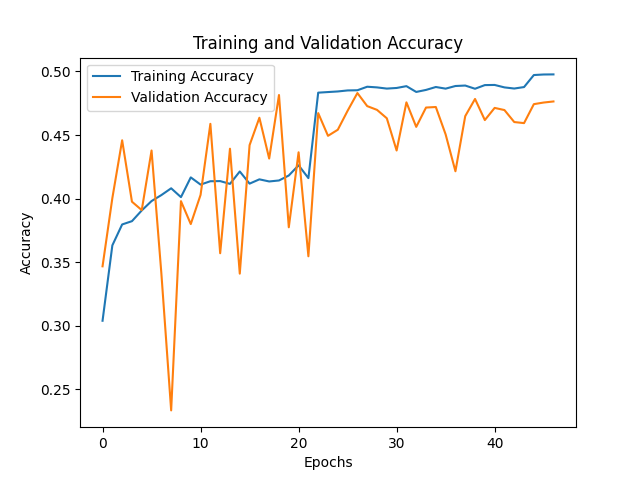 Training and Validation Accuracy
Training Accuracy
Validation Accuracy
0.50
0.45
0.40
0.35
0.30
0.25
Accuracy
0 10 20 30 40
Epochs